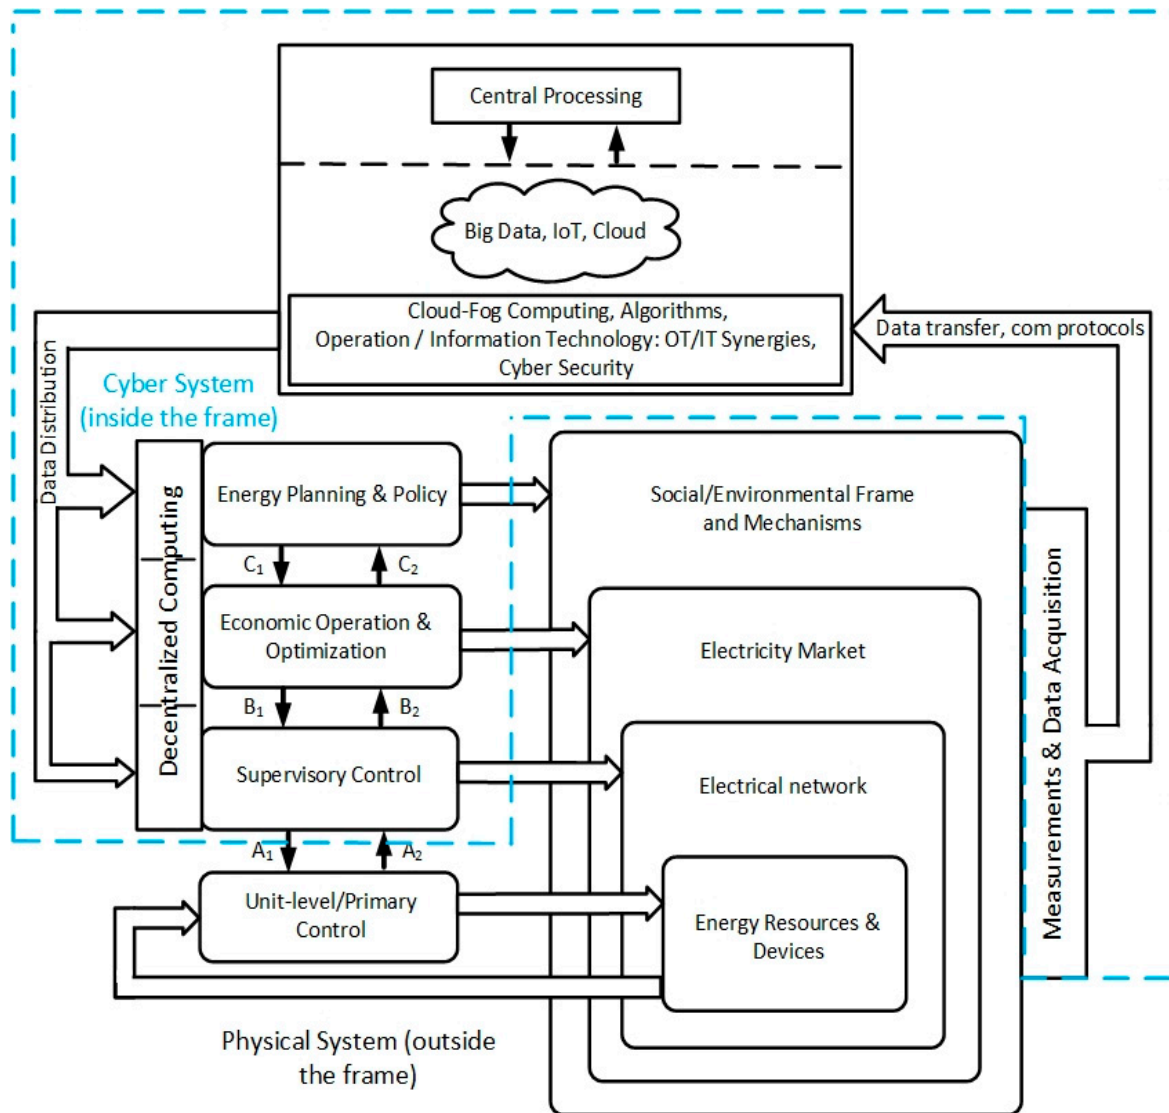 Central Processing
Big Data, IoT, Cloud
Cloud-Fog Computing, Algorithms,
Operation / Information Technology: OT/IT Synergies,
Cyber Security
Data transfer, com protocols
Data Distribution
Cyber System
(inside the frame)
Decentralized Computing
Energy Planning & Policy
C1
C2
Economic Operation &
Optimization
B1
B2
Supervisory Control
A1
A2
Unit-level/Primary
Control
Social/Environmental Frame
and Mechanisms
Electricity Market
Electrical network
Energy Resources &
Devices
Measurements & Data Acquisition
Physical System (outside
the frame)